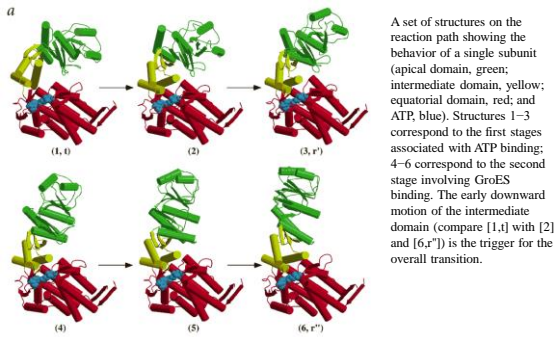 a
A set of structures on the
reaction path showing the
behavior of a single subunit
(apical domain, green;
intermediate domain, yellow;
equatorial domain, red; and
ATP, blue). Structures 1−3
correspond to the first stages
associated with ATP binding;
4−6 correspond to the second
stage involving GroES
binding. The early downward
motion of the intermediate
domain (compare [1,t] with [2]
and [6,r"]) is the trigger for the
overall transition.
(1, t)
(2)
(3, r')
(4)
(5)
(6, r")